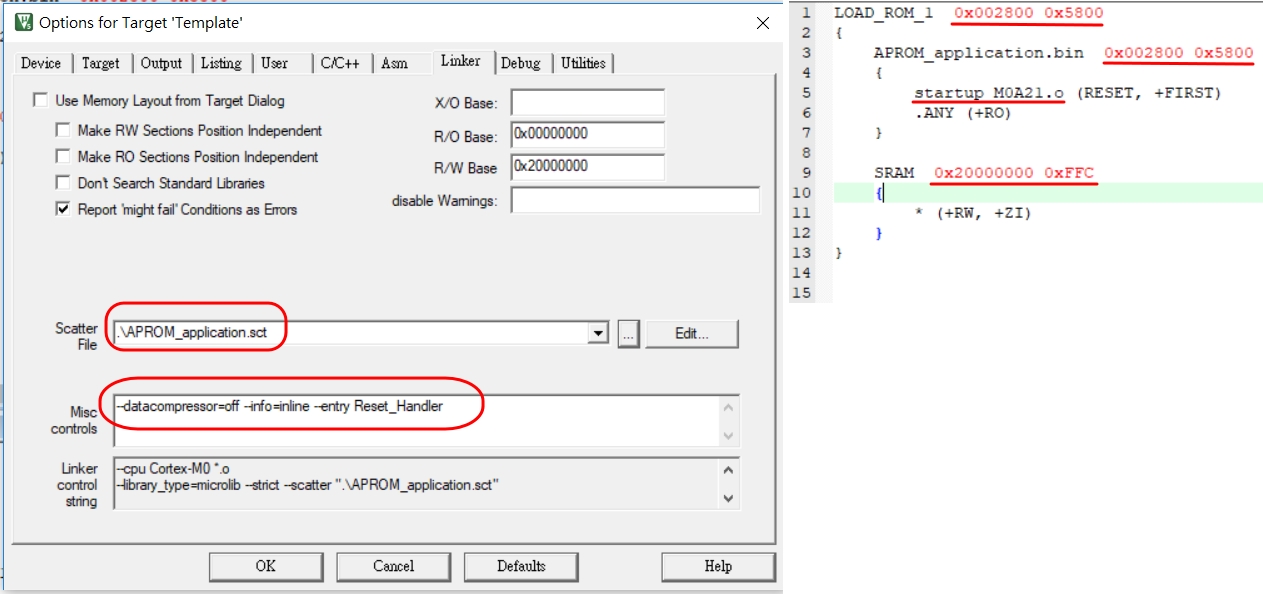 Options for Target 'Template'
Device Target Output Listing User C/C++ Asm Linker Debug Utilities
Use Memory Layout from Target Dialog
Make RW Sections Position Independent
Make RO Sections Position Independent
Don't Search Standard Libraries
Report 'might fail' Conditions as Errors
X/O Base:
R/O Base: 0x00000000
R/W Base 0x20000000
disable Warnings:
Scatter
File
.\APROM_application.sct
... Edit...
Misc
controls
--datacompressor=off --info=inline --entry Reset_Handler
Linker
control
string
--cpu Cortex-M0 *.o
--library_type=microlib --strict --scatter ".\APROM_application.sct"
OK Cancel Defaults Help
1 LOAD_ROM_1 0x002800 0x5800
2 {
3 APROM_application.bin 0x002800 0x5800
4 {
5 startup_M0A21.o (RESET, +FIRST)
6 .ANY (+RO)
7 }
8
9 SRAM 0x20000000 0xFFC
10 {
11 * (+RW, +ZI)
12 }
13 }
14
15